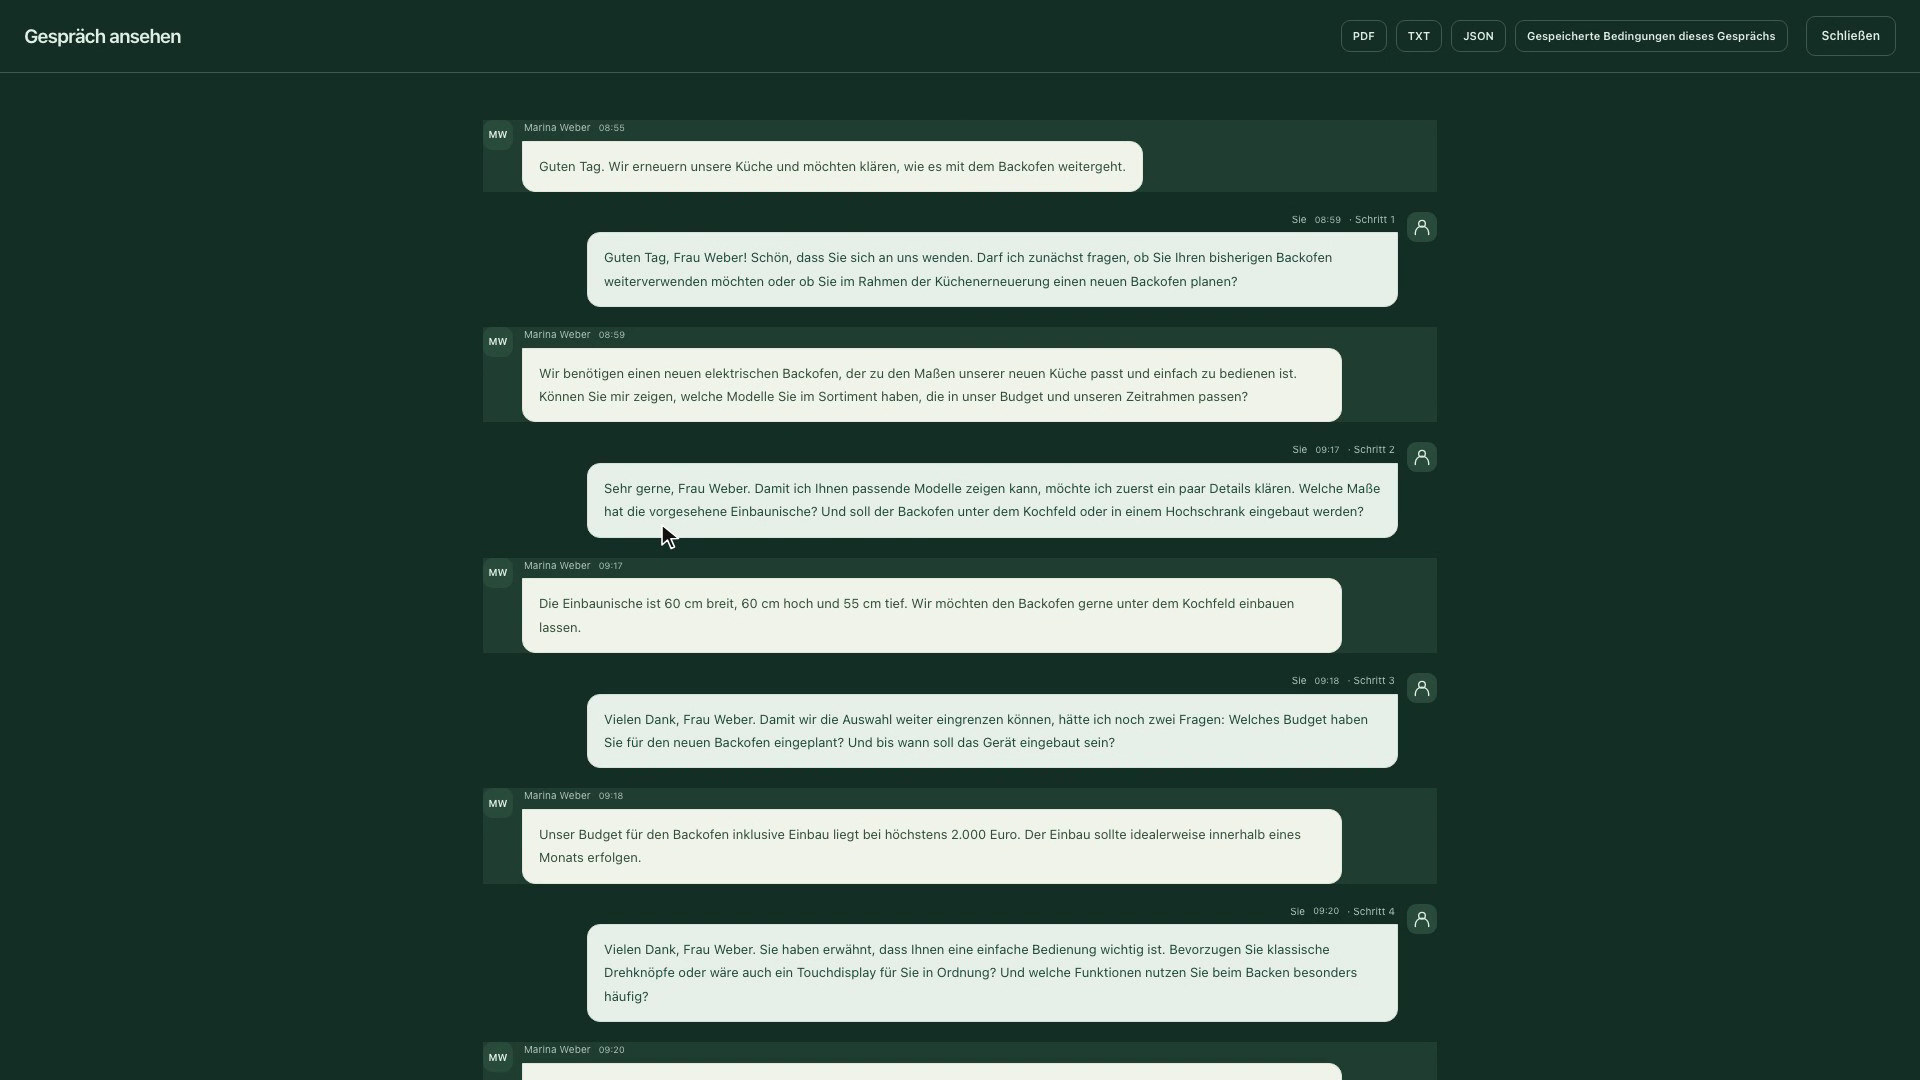 Gespräch ansehen
PDF
TXT
JSON
Gespeicherte Bedingungen dieses Gesprächs
Schließen
MW
Marina Weber 08:55
Guten Tag. Wir erneuern unsere Küche und möchten klären, wie es mit dem Backofen weitergeht.
Sie 08:59 · Schritt 1
Guten Tag, Frau Weber! Schön, dass Sie sich an uns wenden. Darf ich zunächst fragen, ob Sie Ihren bisherigen Backofen
weiterverwenden möchten oder ob Sie im Rahmen der Küchenerneuerung einen neuen Backofen planen?
MW
Marina Weber 08:59
Wir benötigen einen neuen elektrischen Backofen, der zu den Maßen unserer neuen Küche passt und einfach zu bedienen ist.
Können Sie mir zeigen, welche Modelle Sie im Sortiment haben, die in unser Budget und unseren Zeitrahmen passen?
Sie 09:17 · Schritt 2
Sehr gerne, Frau Weber. Damit ich Ihnen passende Modelle zeigen kann, möchte ich zuerst ein paar Details klären. Welche Maße
hat die vorgesehene Einbaunische? Und soll der Backofen unter dem Kochfeld oder in einem Hochschrank eingebaut werden?
MW
Marina Weber 09:17
Die Einbaunische ist 60 cm breit, 60 cm hoch und 55 cm tief. Wir möchten den Backofen gerne unter dem Kochfeld einbauen
lassen.
Sie 09:18 · Schritt 3
Vielen Dank, Frau Weber. Damit wir die Auswahl weiter eingrenzen können, hätte ich noch zwei Fragen: Welches Budget haben
Sie für den neuen Backofen eingeplant? Und bis wann soll das Gerät eingebaut sein?
MW
Marina Weber 09:18
Unser Budget für den Backofen inklusive Einbau liegt bei höchstens 2.000 Euro. Der Einbau sollte idealerweise innerhalb eines
Monats erfolgen.
Sie 09:20 · Schritt 4
Vielen Dank, Frau Weber. Sie haben erwähnt, dass Ihnen eine einfache Bedienung wichtig ist. Bevorzugen Sie klassische
Drehknöpfe oder wäre auch ein Touchdisplay für Sie in Ordnung? Und welche Funktionen nutzen Sie beim Backen besonders
häufig?
MW
Marina Weber 09:20